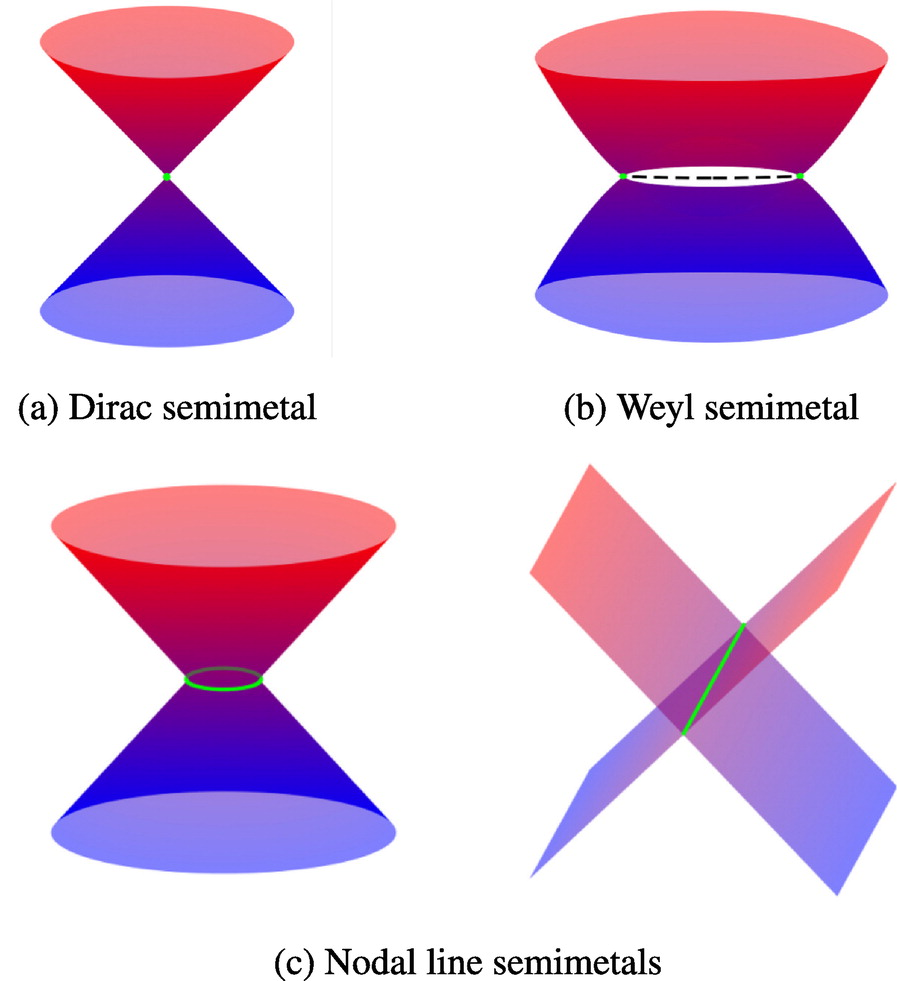 (a) Dirac semimetal
(b) Weyl semimetal
(c) Nodal line semimetals